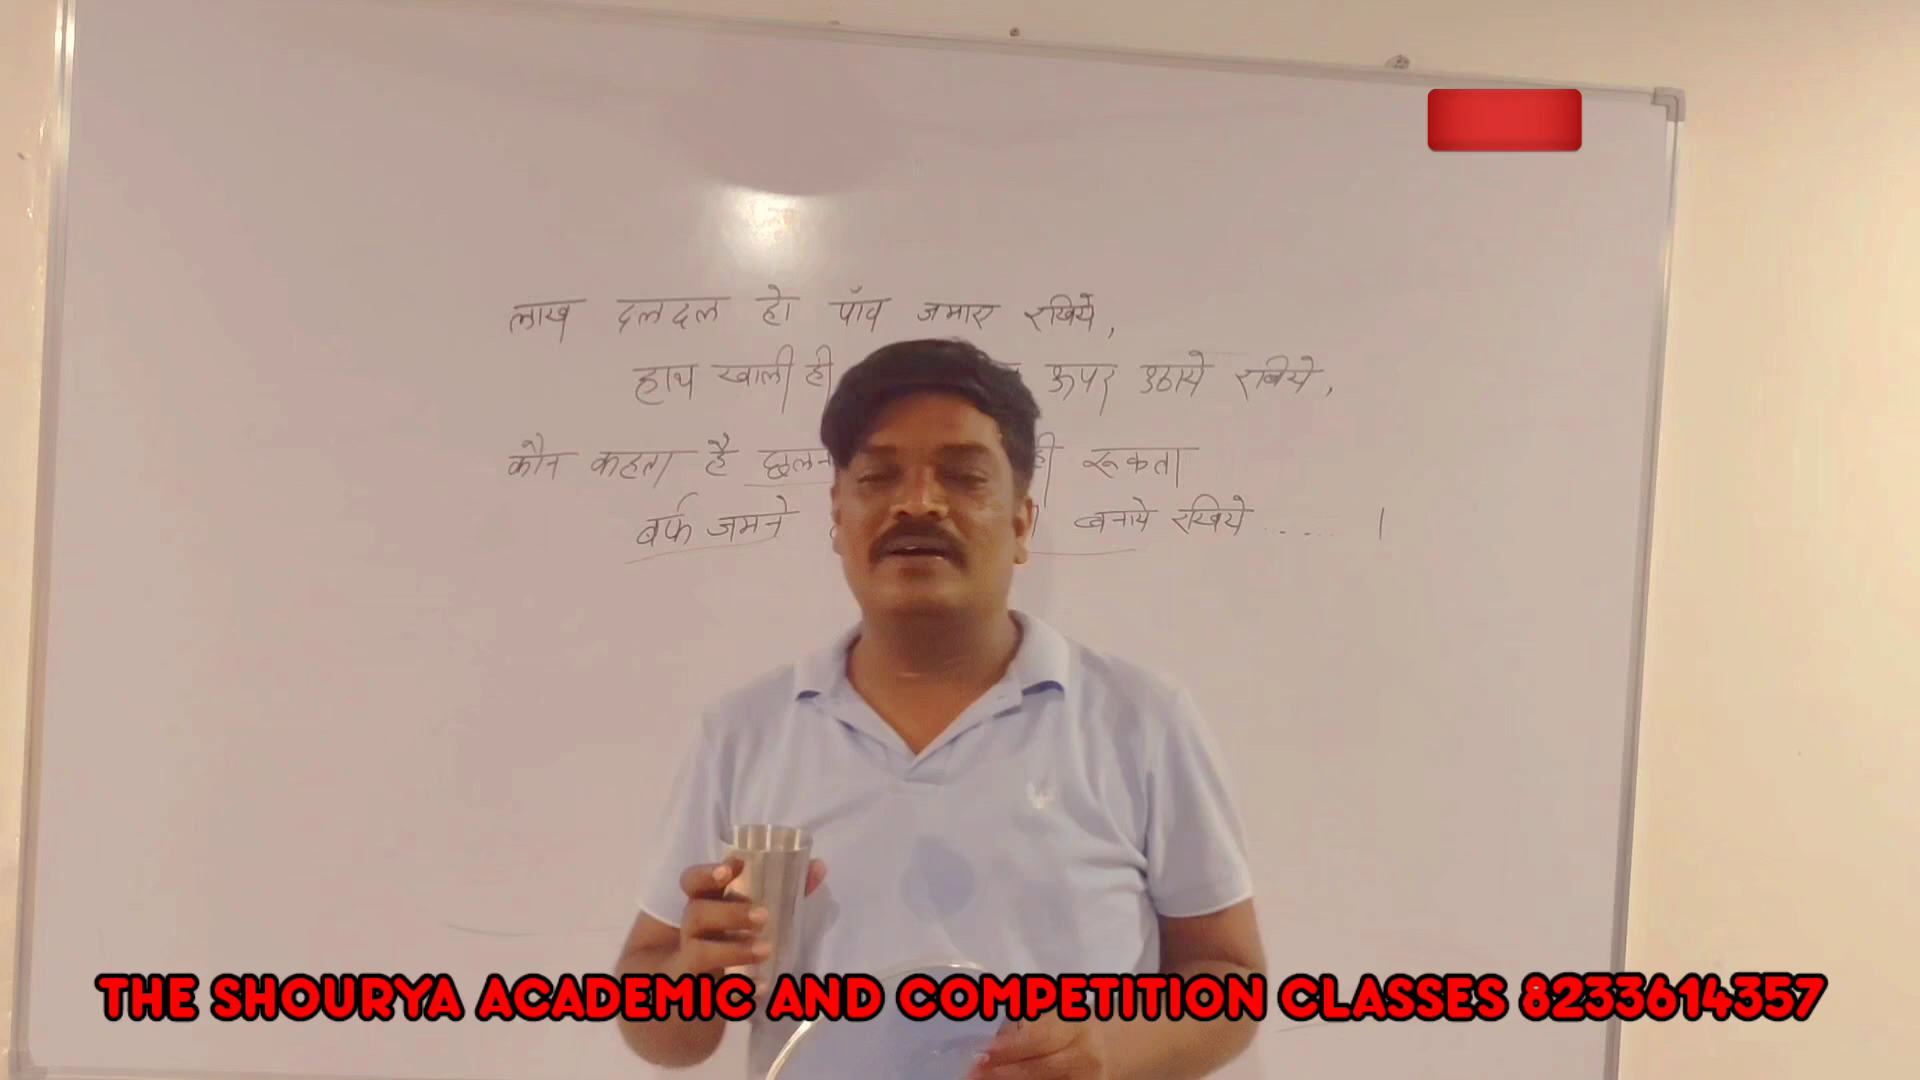 लाख दलदल हो पाँव जमाए रखिये,
हाथ खाली ही ऊपर उठाये रखिये,
कौन कहता है रूकता
बर्फ जमने बनाये रखिये ..... ।
THE SHOURYA ACADEMIC AND COMPETITION CLASSES 8233614357